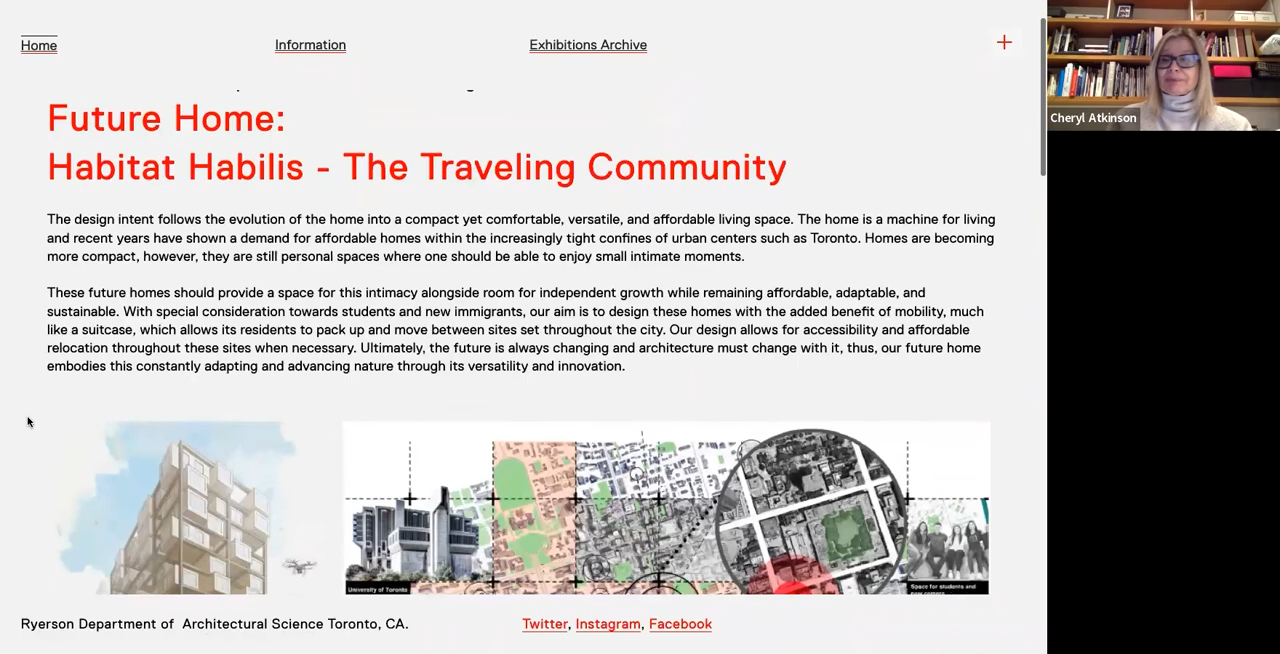 Home
Information
Exhibitions Archive
+
Future Home:
Habitat Habilis - The Traveling Community
The design intent follows the evolution of the home into a compact yet comfortable, versatile, and affordable living space. The home is a machine for living
and recent years have shown a demand for affordable homes within the increasingly tight confines of urban centers such as Toronto. Homes are becoming
more compact, however, they are still personal spaces where one should be able to enjoy small intimate moments.
These future homes should provide a space for this intimacy alongside room for independent growth while remaining affordable, adaptable, and
sustainable. With special consideration towards students and new immigrants, our aim is to design these homes with the added benefit of mobility, much
like a suitcase, which allows its residents to pack up and move between sites set throughout the city. Our design allows for accessibility and affordable
relocation throughout these sites when necessary. Ultimately, the future is always changing and architecture must change with it, thus, our future home
embodies this constantly adapting and advancing nature through its versatility and innovation.
University of Toronto
Space for students and
Ryerson Department of Architectural Science Toronto, CA.
Twitter, Instagram, Facebook
Cheryl Atkinson